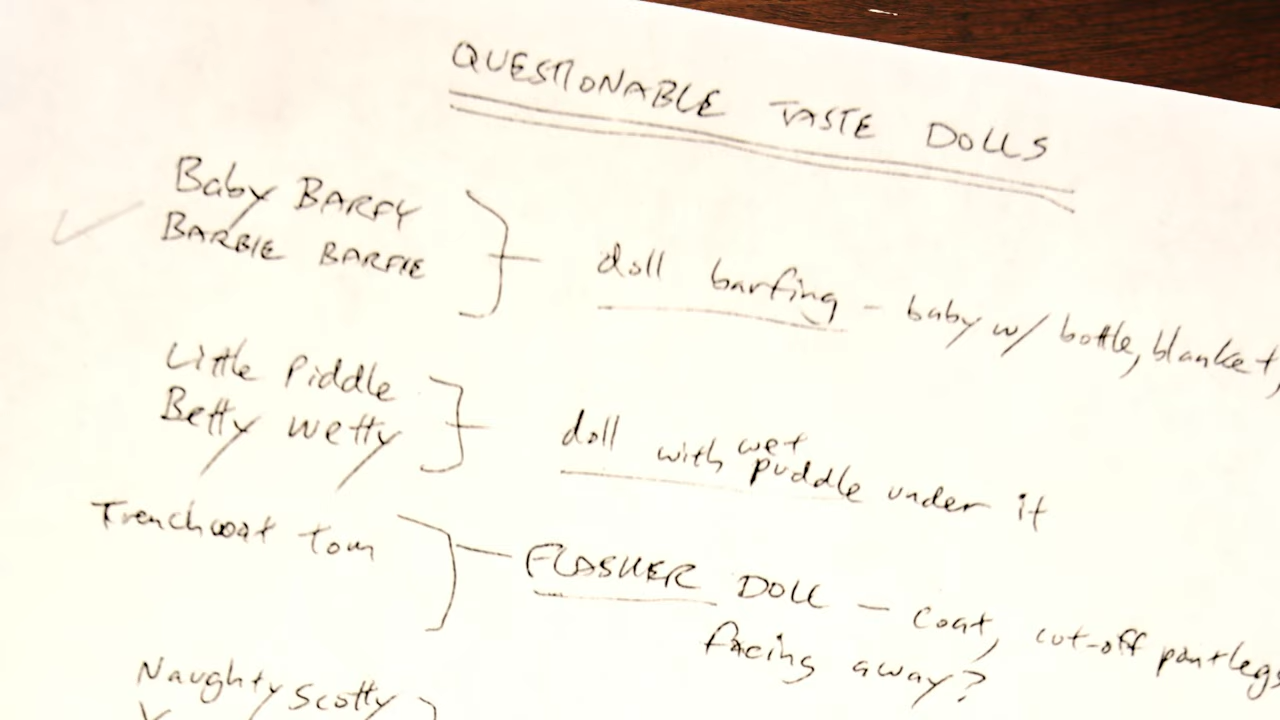 QUESTIONABLE TASTE DOLLS
Baby BARFY
BARBIE BARFIE
doll barfing - baby w/ bottle, blanket,
Little Piddle
Betty Wetty
doll with wet puddle under it
Trenchcoat Tom
FLASHER DOLL - coat, cut-off pantlegs
facing away?
Naughty Scotty